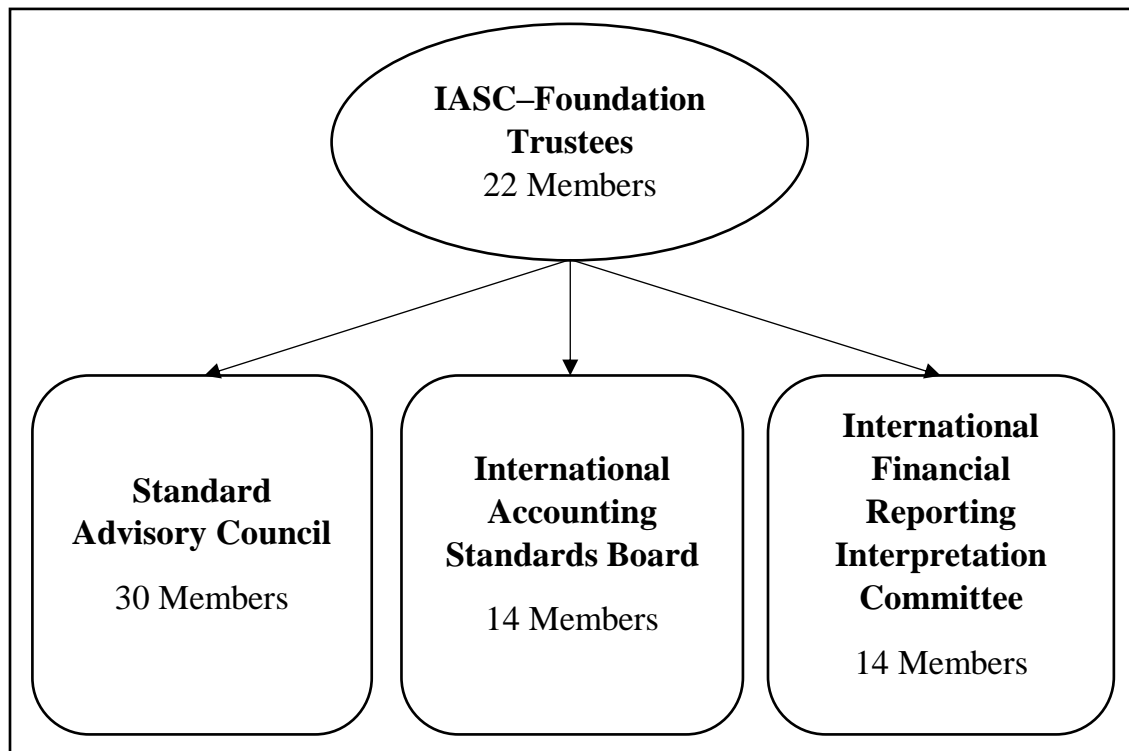 IASC–Foundation
Trustees
22 Members
Standard
Advisory Council
30 Members
International
Accounting
Standards Board
14 Members
International
Financial
Reporting
Interpretation
Committee
14 Members